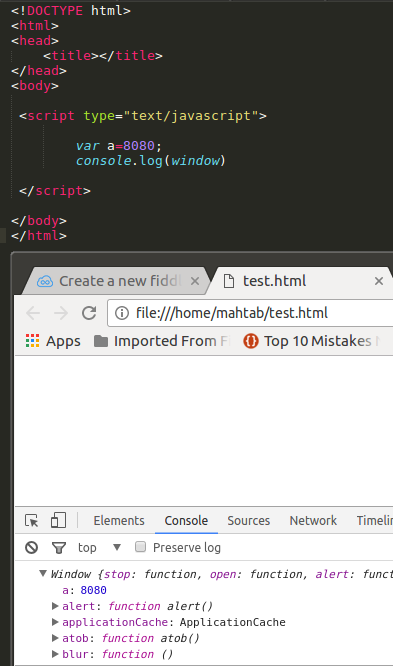 <!DOCTYPE html>
<html>
<head>
<title></title>
</head>
<body>
<script type="text/javascript">
var a=8080;
console.log(window)
</script>
</body>
</html>
Create a new fidd
test.html
file:///home/mahtab/test.html
Apps Imported From F Top 10 Mistakes
Elements Console Sources Network Timelin
top Preserve log
Window {stop: function, open: function, alert: funct
a: 8080
alert: function alert()
applicationCache: ApplicationCache
atob: function atob()
blur: function ()